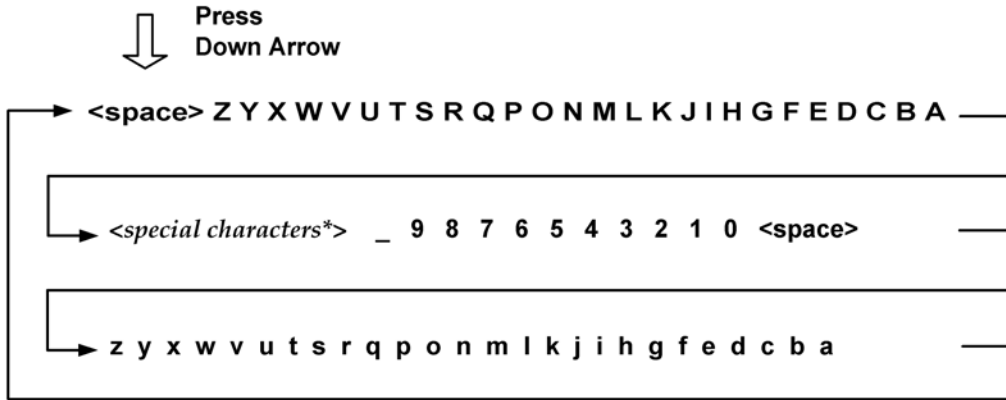 Press
Down Arrow
<space> Z Y X W V U T S R Q P O N M L K J I H G F E D C B A
<special characters*> _ 9 8 7 6 5 4 3 2 1 0 <space>
z y x w v u t s r q p o n m l k j i h g f e d c b a